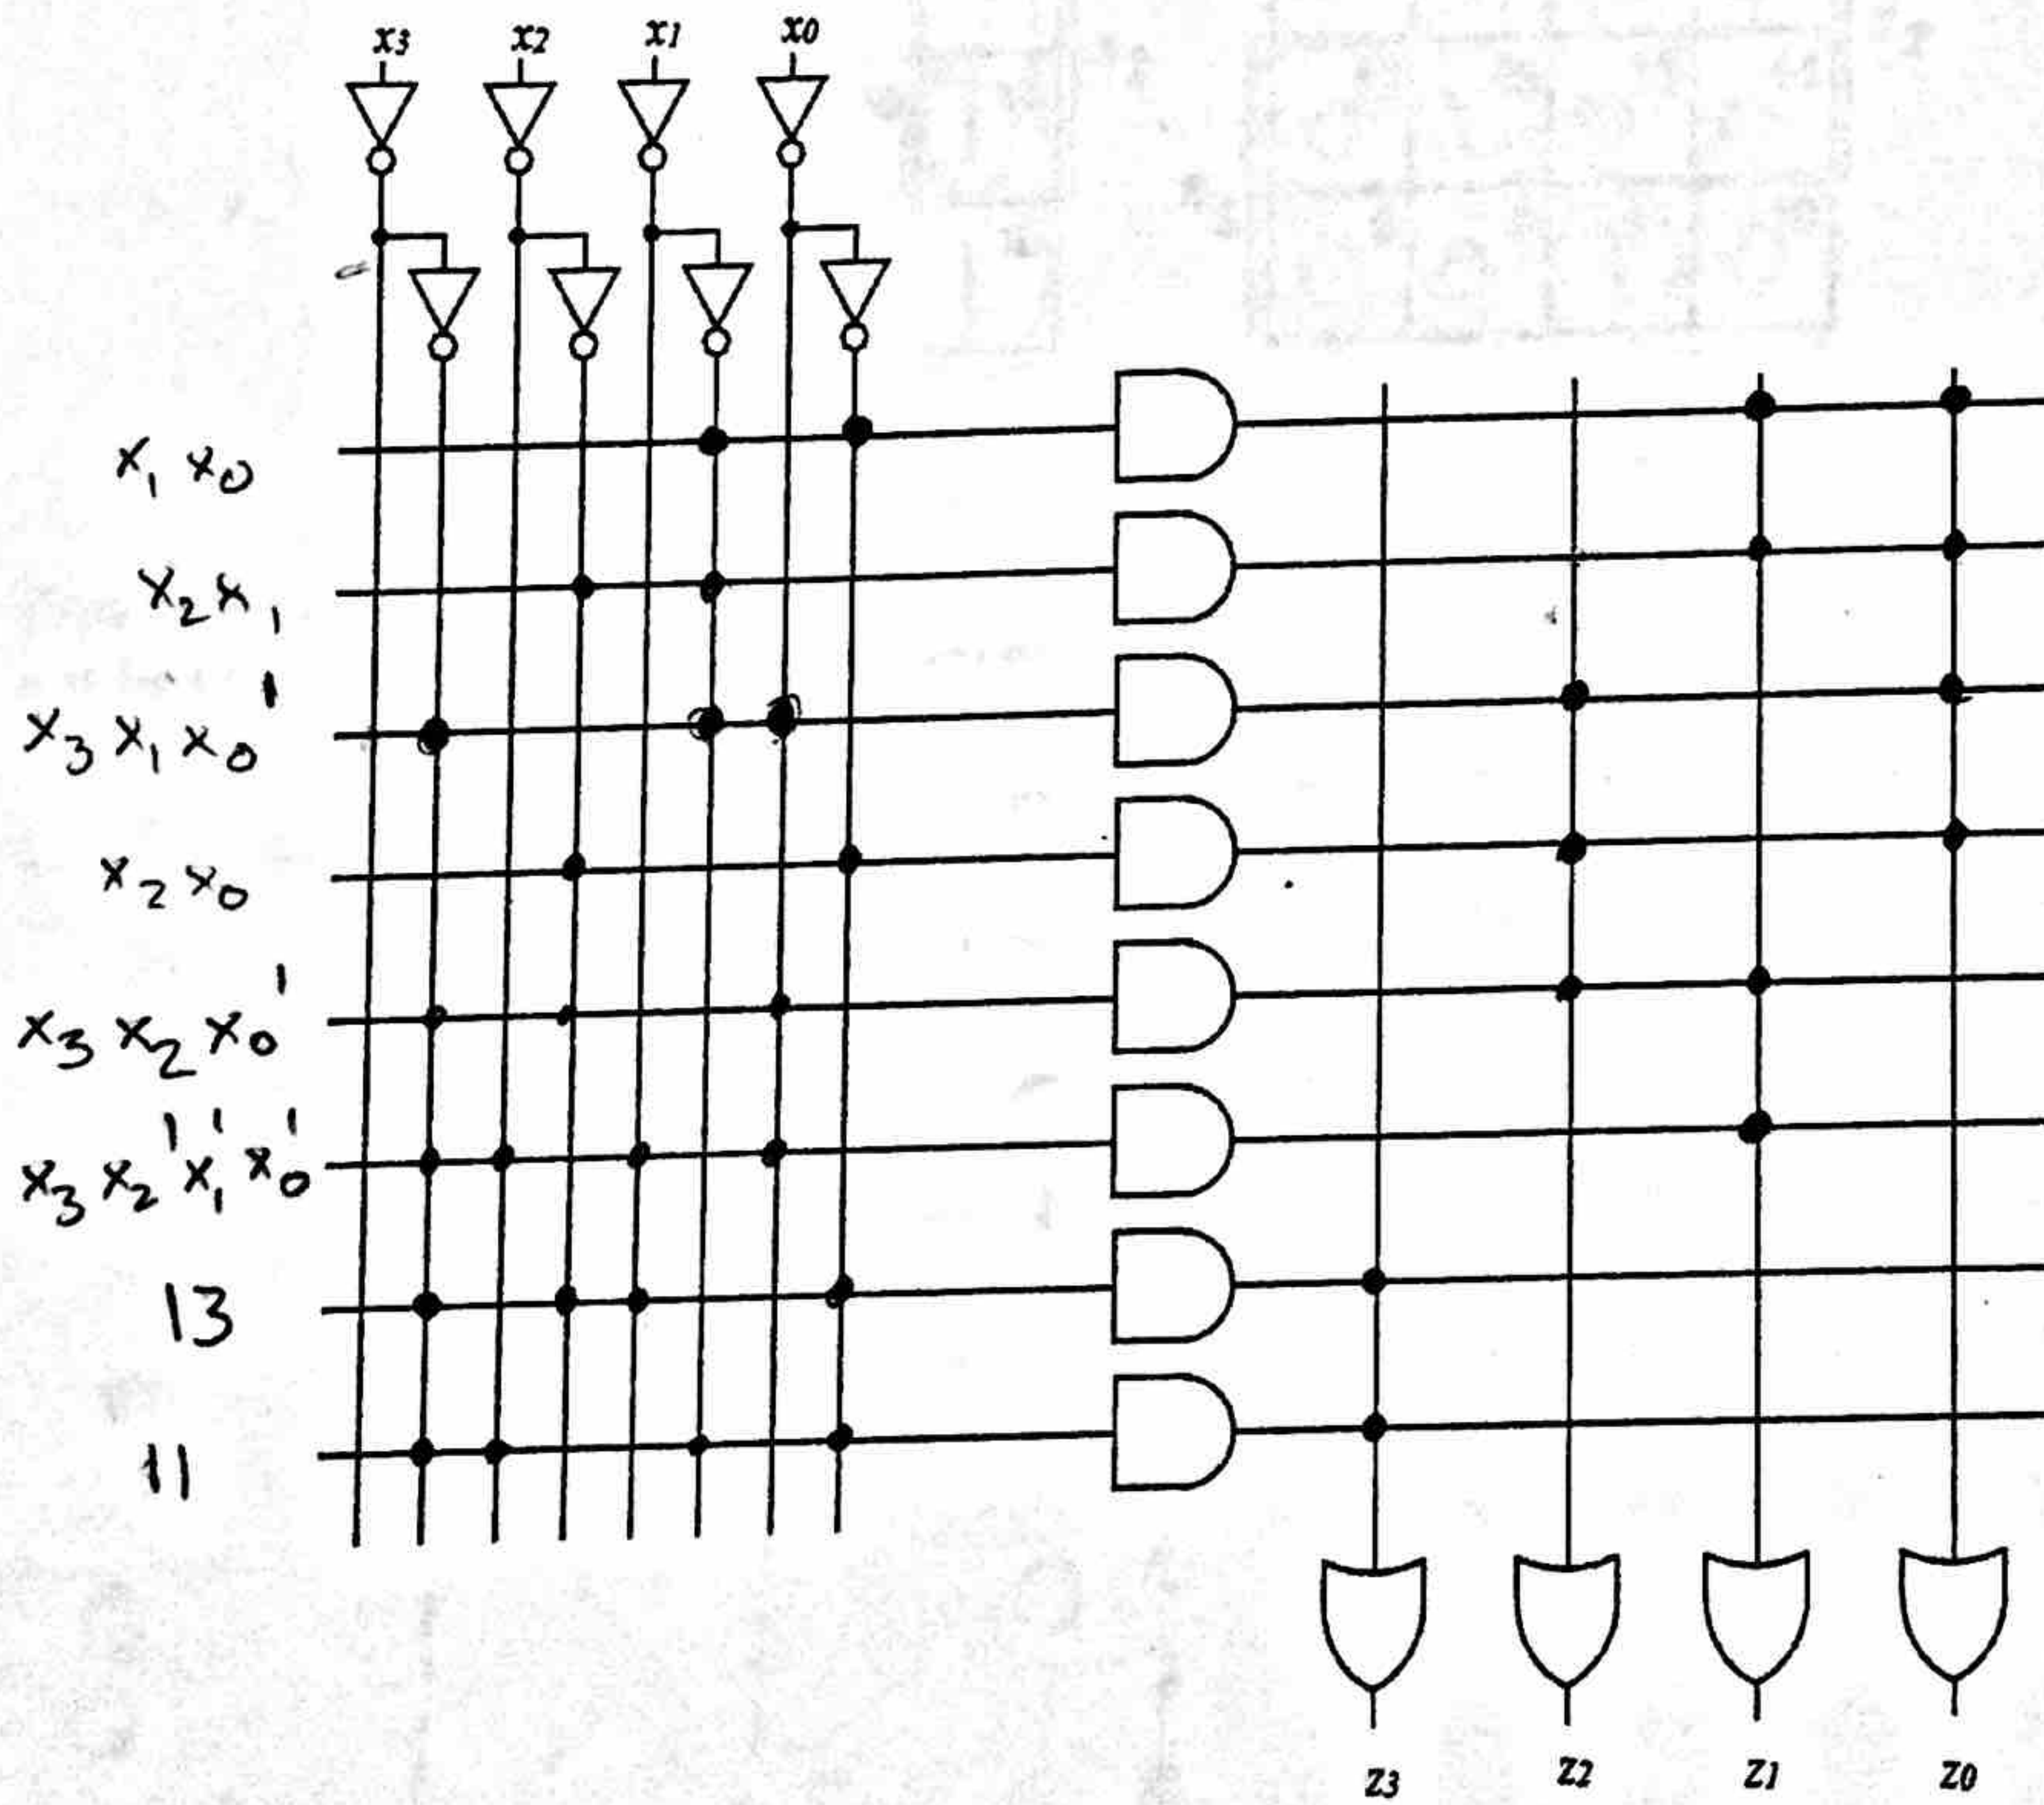 x3 x2 x1 x0
x₁ x₀
x₂ x₁
x₃ x₁ x₀'
x₂ x₀
x₃ x₂ x₀'
x₃ x₂' x₁' x₀'
13
11
z3 z2 z1 z0